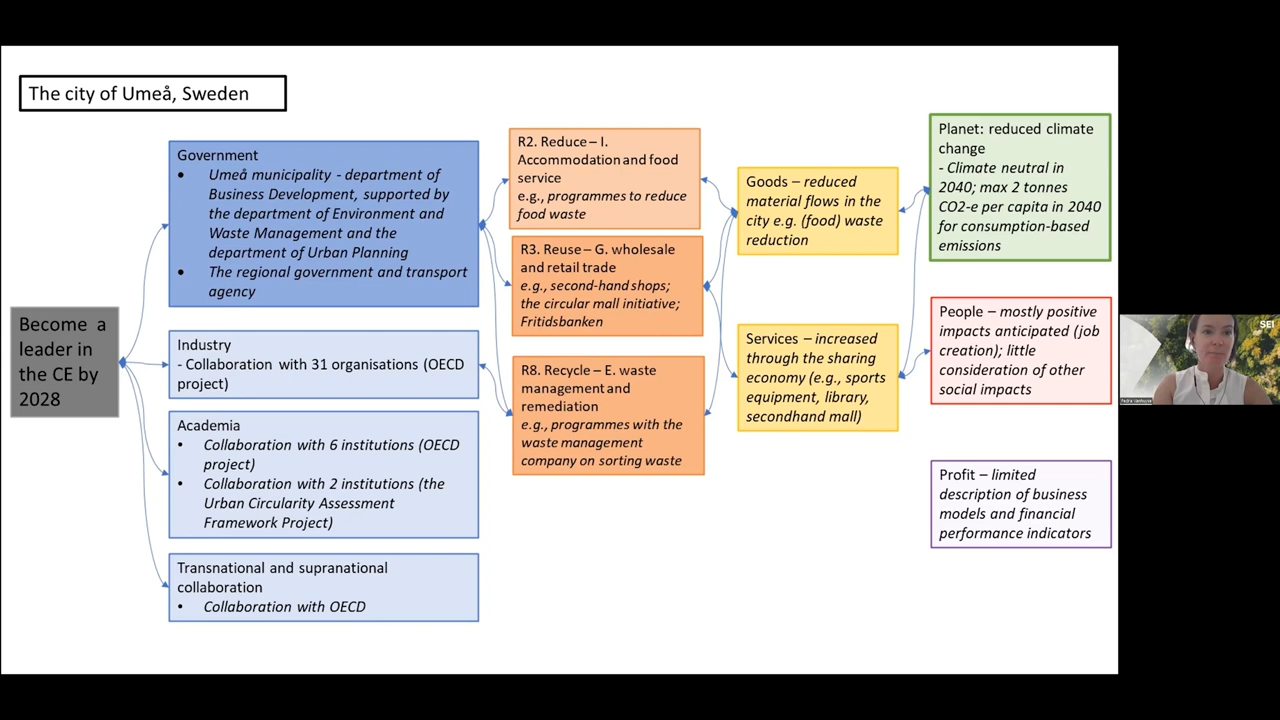 The city of Umeå, Sweden
Become a
leader in
the CE by
2028
Government
• Umeå municipality - department of
Business Development, supported by
the department of Environment and
Waste Management and the
department of Urban Planning
• The regional government and transport
agency
Industry
- Collaboration with 31 organisations (OECD
project)
Academia
• Collaboration with 6 institutions (OECD
project)
• Collaboration with 2 institutions (the
Urban Circularity Assessment
Framework Project)
Transnational and supranational
collaboration
• Collaboration with OECD
R2. Reduce – I.
Accommodation and food
service
e.g., programmes to reduce
food waste
R3. Reuse – G. wholesale
and retail trade
e.g., second-hand shops;
the circular mall initiative;
Fritidsbanken
R8. Recycle – E. waste
management and
remediation
e.g., programmes with the
waste management
company on sorting waste
Goods – reduced
material flows in the
city e.g. (food) waste
reduction
Services – increased
through the sharing
economy (e.g., sports
equipment, library,
secondhand mall)
Planet: reduced climate
change
- Climate neutral in
2040; max 2 tonnes
CO2-e per capita in 2040
for consumption-based
emissions
People – mostly positive
impacts anticipated (job
creation); little
consideration of other
social impacts
Profit – limited
description of business
models and financial
performance indicators
SEI